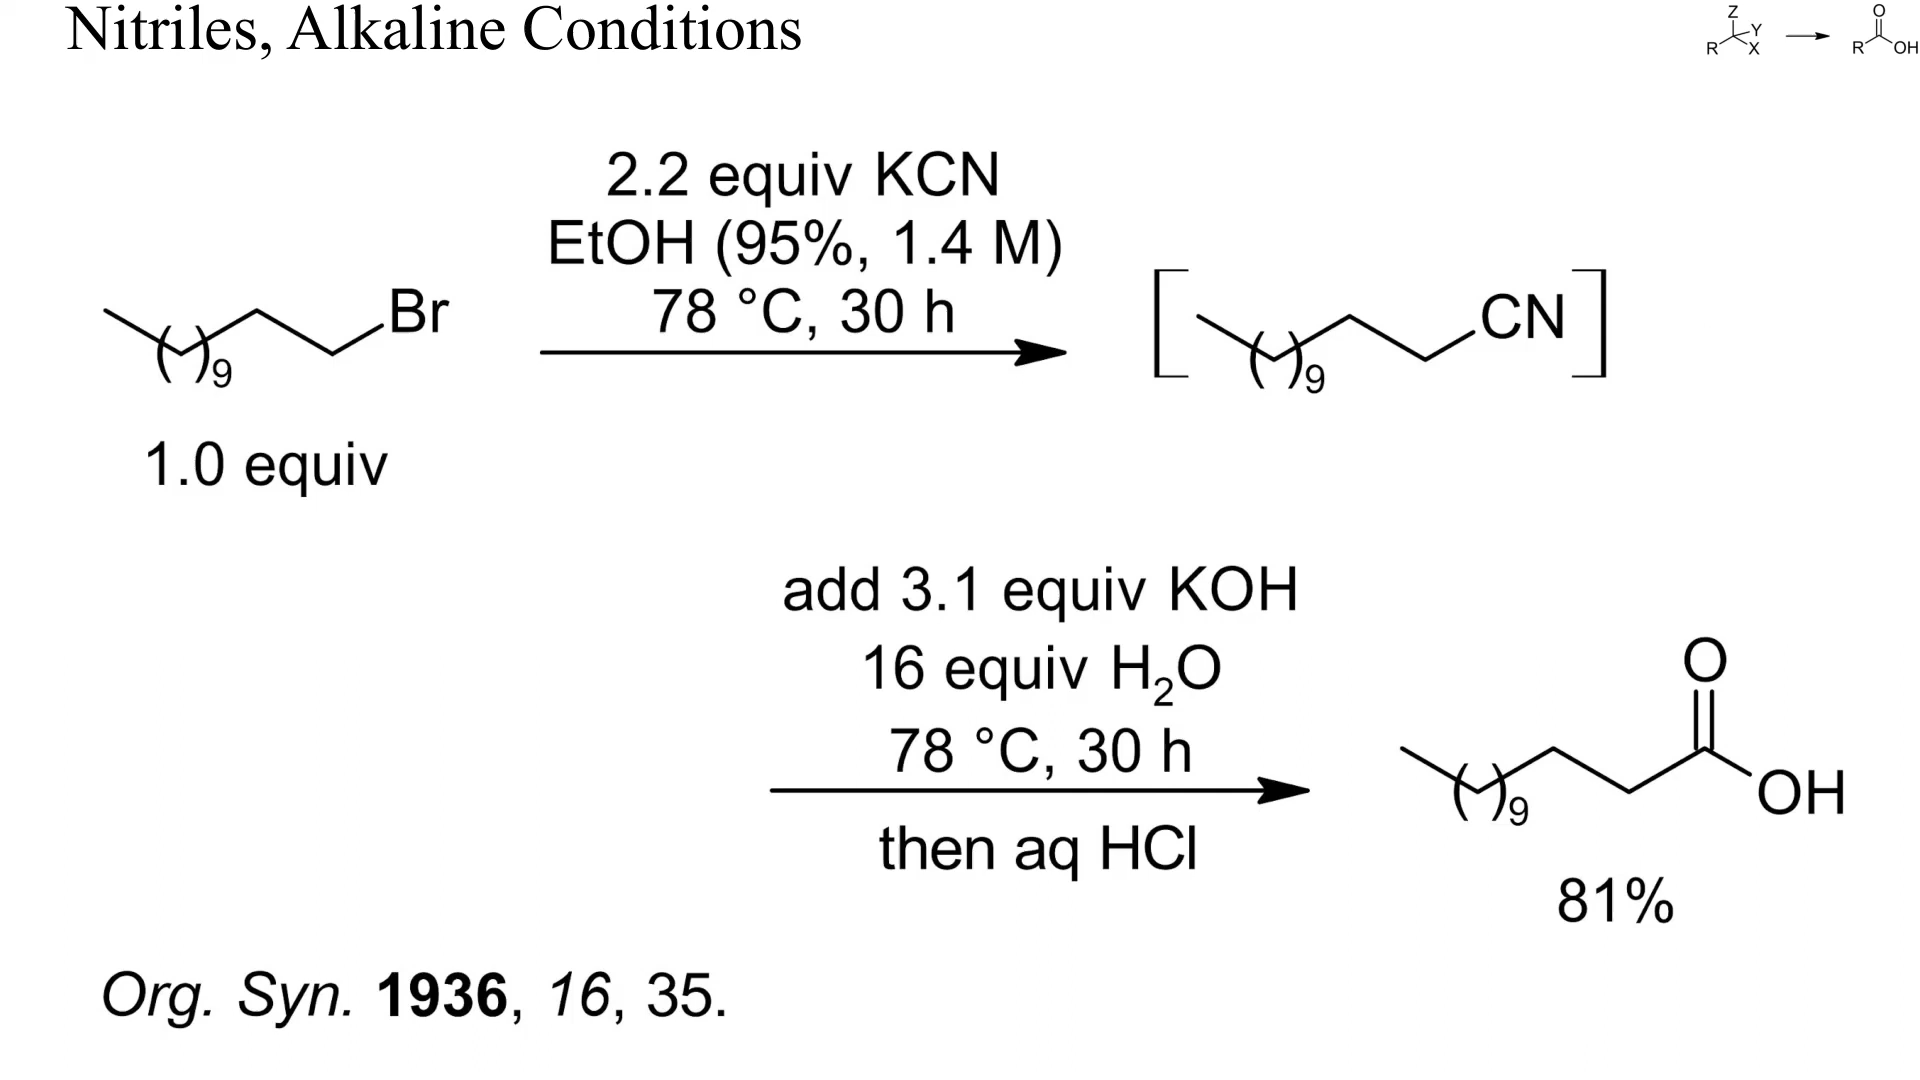 Nitriles, Alkaline Conditions
Z
Y
R
X
O
R
OH
2.2 equiv KCN
EtOH (95%, 1.4 M)
78 °C, 30 h
Br
( )9
1.0 equiv
CN
( )9
add 3.1 equiv KOH
16 equiv H₂O
78 °C, 30 h
then aq HCl
O
OH
( )9
81%
Org. Syn. 1936, 16, 35.